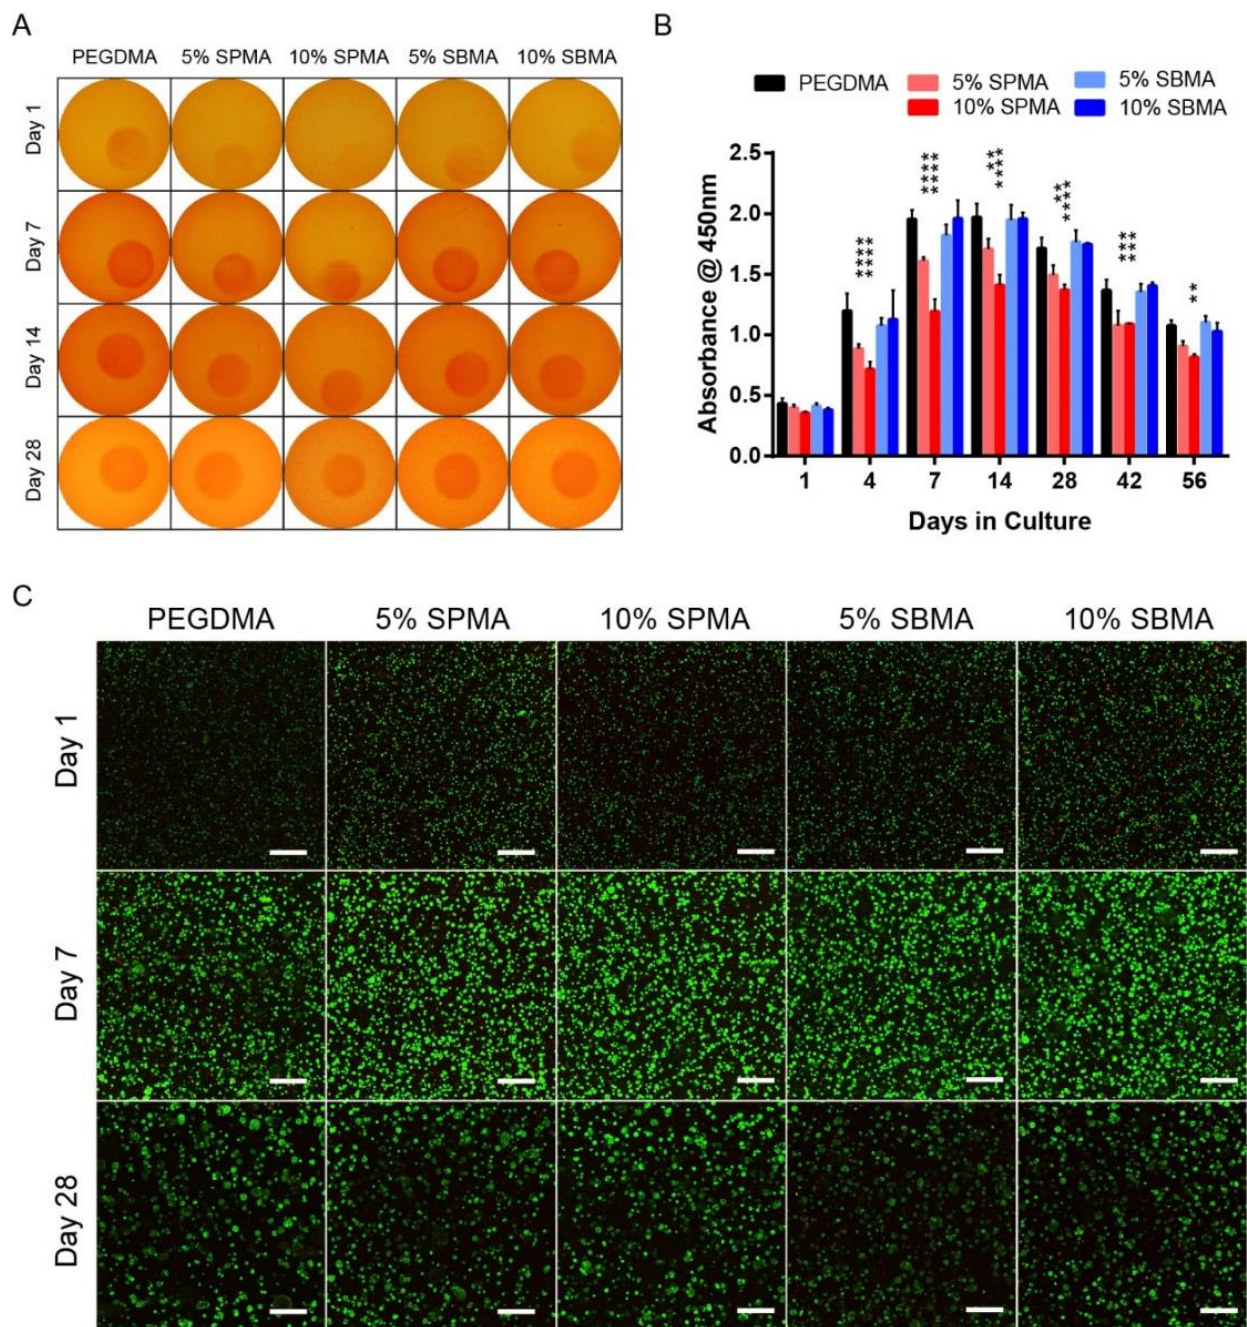 A
PEGDMA 5% SPMA 10% SPMA 5% SBMA 10% SBMA
Day 1
Day 7
Day 14
Day 28
B
PEGDMA 5% SPMA 5% SBMA
10% SPMA 10% SBMA
Absorbance @ 450nm
2.5
2.0
1.5
1.0
0.5
0.0
**** **** ** **** *** **
**** **** **** **** ***
1 4 7 14 28 42 56
Days in Culture
C
PEGDMA 5% SPMA 10% SPMA 5% SBMA 10% SBMA
Day 1
Day 7
Day 28